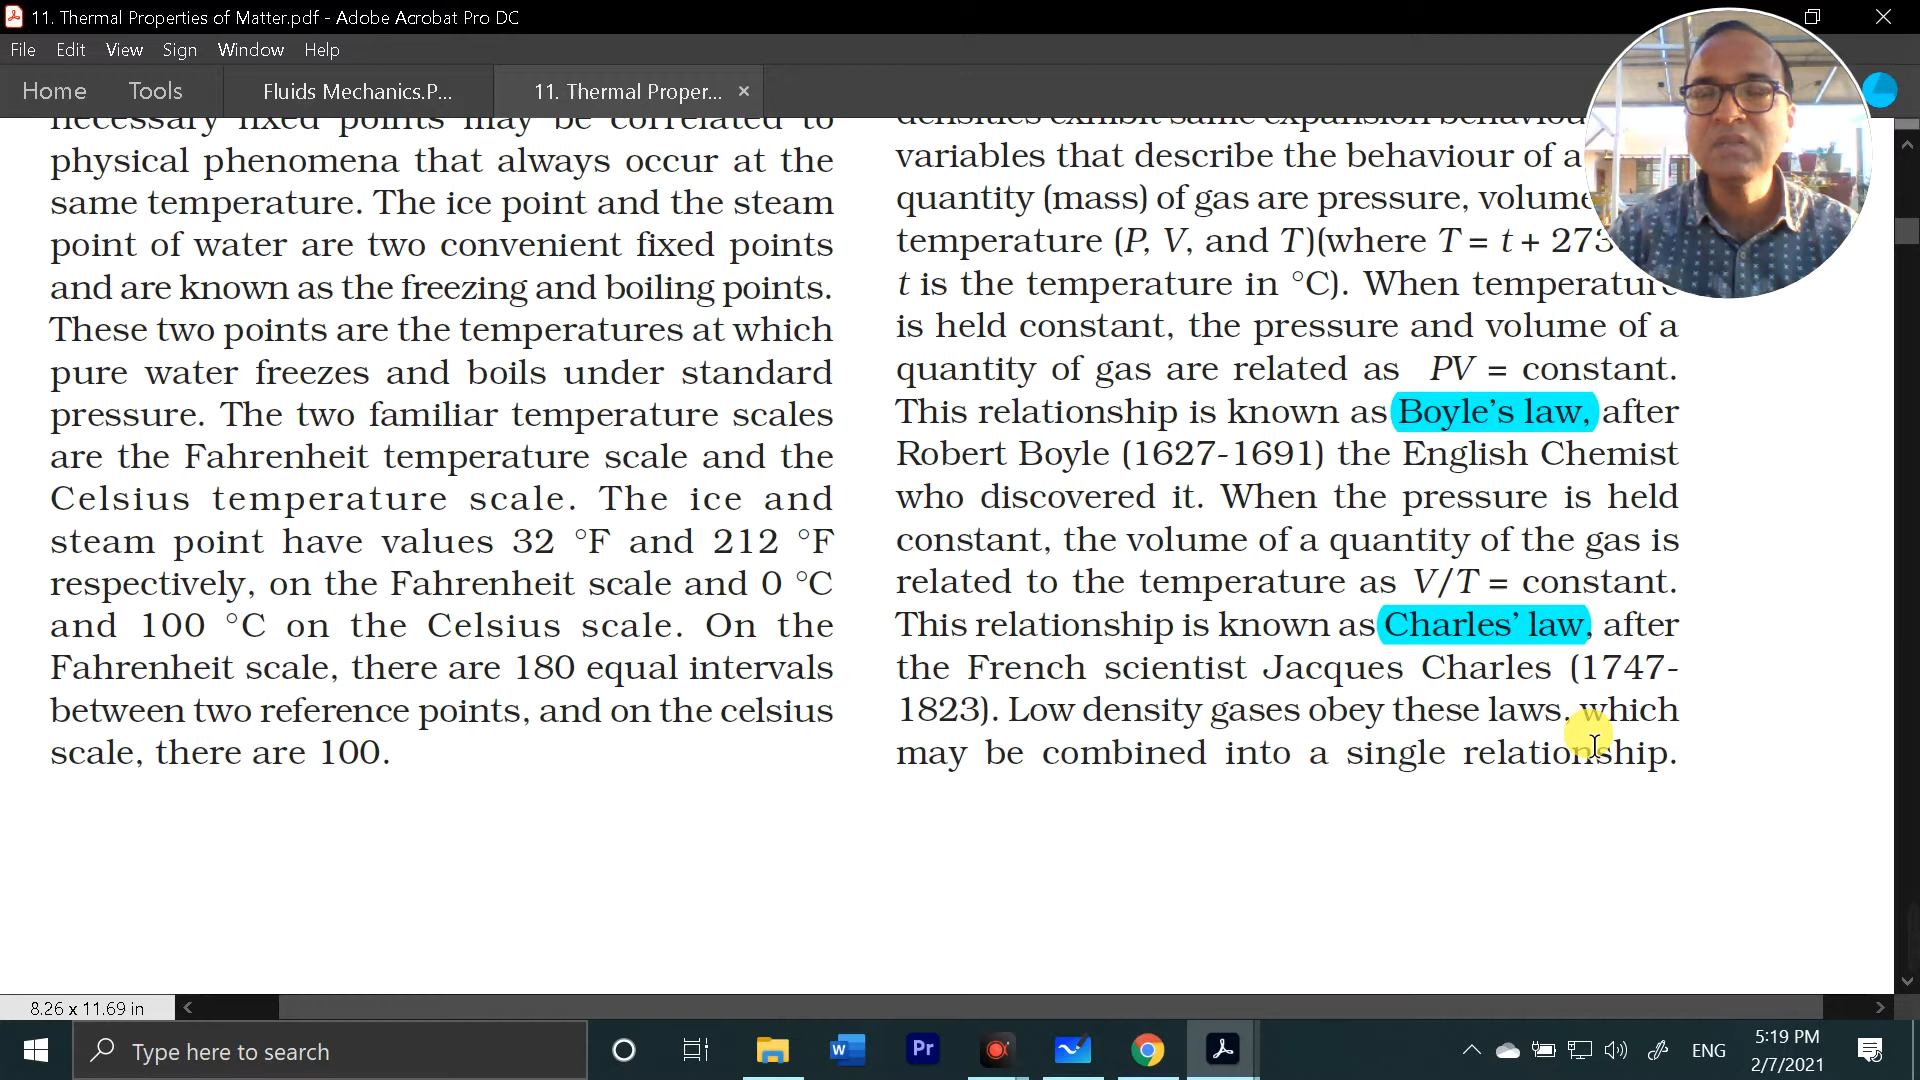 11. Thermal Properties of Matter.pdf - Adobe Acrobat Pro DC
File Edit View Sign Window Help
Home Tools Fluids Mechanics.P... 11. Thermal Proper... ×
necessary fixed points may be correlated to
physical phenomena that always occur at the
same temperature. The ice point and the steam
point of water are two convenient fixed points
and are known as the freezing and boiling points.
These two points are the temperatures at which
pure water freezes and boils under standard
pressure. The two familiar temperature scales
are the Fahrenheit temperature scale and the
Celsius temperature scale. The ice and
steam point have values 32 °F and 212 °F
respectively, on the Fahrenheit scale and 0 °C
and 100 °C on the Celsius scale. On the
Fahrenheit scale, there are 180 equal intervals
between two reference points, and on the celsius
scale, there are 100.
densities exhibit same expansion behaviour
variables that describe the behaviour of a
quantity (mass) of gas are pressure, volume
temperature (P, V, and T)(where T = t + 273
t is the temperature in °C). When temperature
is held constant, the pressure and volume of a
quantity of gas are related as PV = constant.
This relationship is known as Boyle’s law, after
Robert Boyle (1627-1691) the English Chemist
who discovered it. When the pressure is held
constant, the volume of a quantity of the gas is
related to the temperature as V/T = constant.
This relationship is known as Charles’ law, after
the French scientist Jacques Charles (1747-
1823). Low density gases obey these laws, which
may be combined into a single relationship.
8.26 x 11.69 in
Type here to search
W
Pr
ENG
5:19 PM
2/7/2021